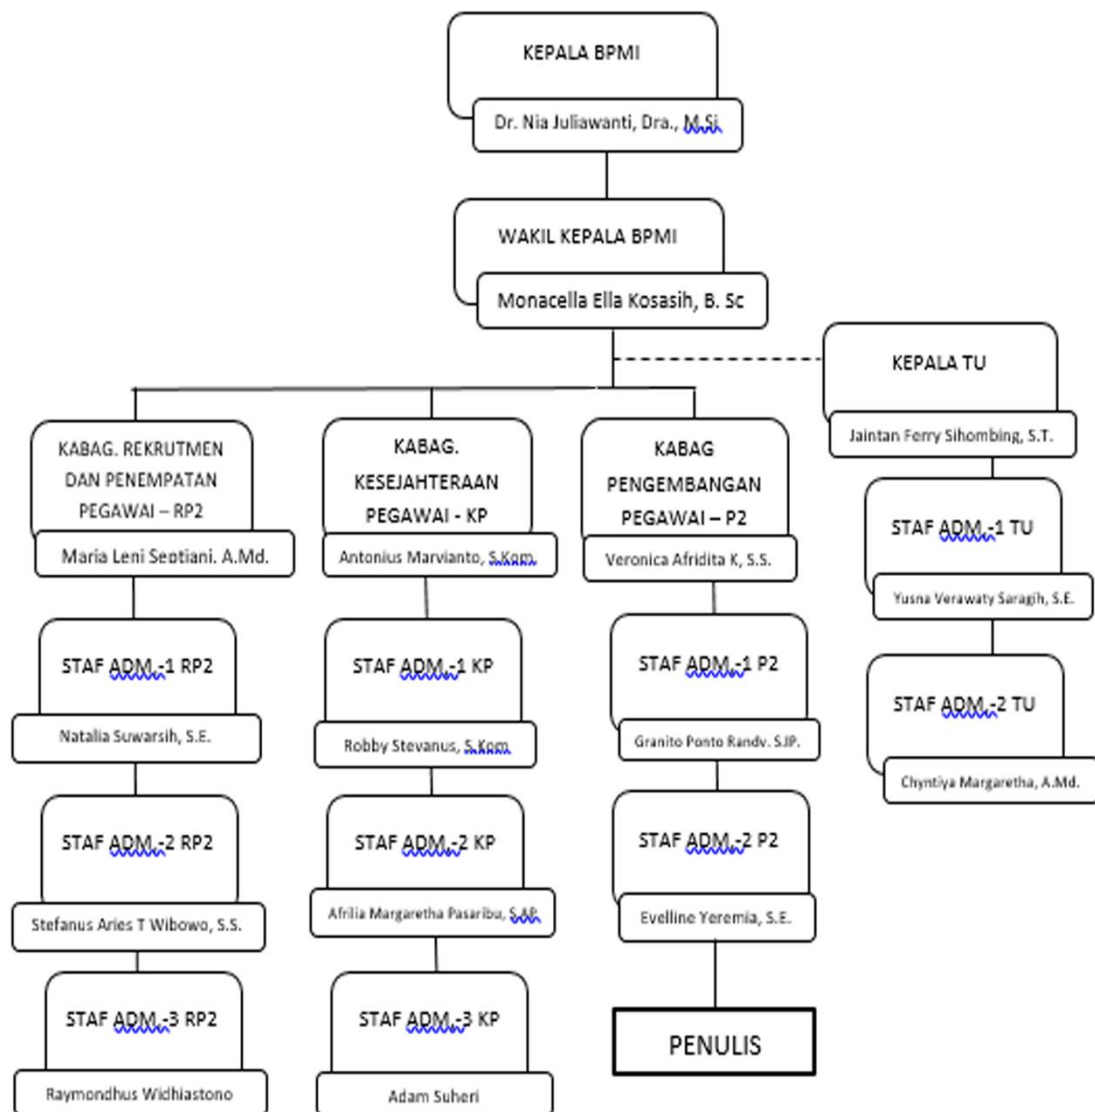 KEPALA BPMI
Dr. Nia Juliawanti, Dra., M.Si
WAKIL KEPALA BPMI
Monacella Ella Kosasih, B. Sc
KEPALA TU
Jaintan Ferry Sihombing, S.T.
STAF ADM.-1 TU
Yusna Verawaty Saragih, S.E.
STAF ADM.-2 TU
Chyntiya Margaretha, A.Md.
KABAG. REKRUTMEN
DAN PENEMPATAN
PEGAWAI – RP2
Maria Leni Septiani. A.Md.
STAF ADM.-1 RP2
Natalia Suwarsih, S.E.
STAF ADM.-2 RP2
Stefanus Aries T Wibowo, S.S.
STAF ADM.-3 RP2
Raymondhus Widhiastono
KABAG.
KESEJAHTERAAN
PEGAWAI - KP
Antonius Marvianto, S.Kom
STAF ADM.-1 KP
Robby Stevanus, S.Kom
STAF ADM.-2 KP
Afrilia Margaretha Pasaribu, S.AP.
STAF ADM.-3 KP
Adam Suheri
KABAG
PENGEMBANGAN
PEGAWAI – P2
Veronica Afridita K, S.S.
STAF ADM.-1 P2
Granito Ponto Randy. S.IP.
STAF ADM.-2 P2
Evelline Yeremia, S.E.
PENULIS